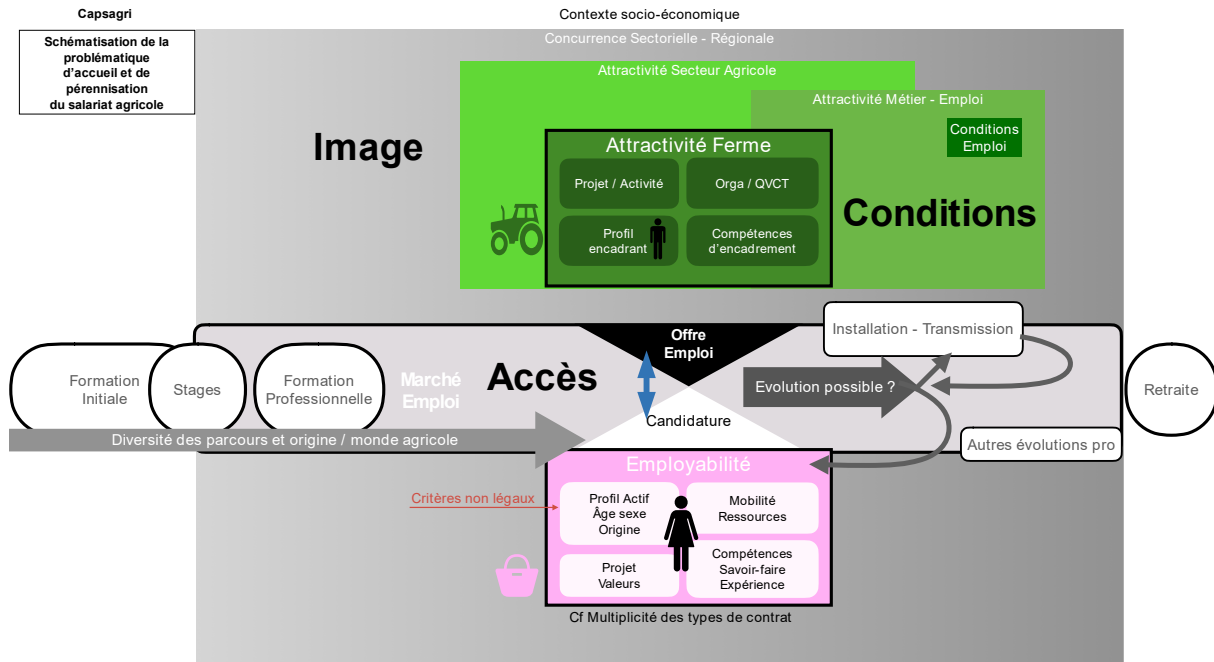 Capsagri
Schématisation de la
problématique
d'accueil et de
pérennisation
du salariat agricole
Contexte socio-économique
Concurrence Sectorielle - Régionale
Attractivité Secteur Agricole
Attractivité Métier - Emploi
Conditions
Emploi
Image
Attractivité Ferme
Projet / Activité
Orga / QVCT
Profil
encadrant
Compétences
d'encadrement
Conditions
Formation
Initiale
Stages
Formation
Professionnelle
Marché
Emploi
Accès
Offre
Emploi
Candidature
Installation - Transmission
Evolution possible ?
Retraite
Autres évolutions pro
Diversité des parcours et origine / monde agricole
Employabilité
Critères non légaux
Profil Actif
Âge sexe
Origine
Mobilité
Ressources
Projet
Valeurs
Compétences
Savoir-faire
Expérience
Cf Multiplicité des types de contrat